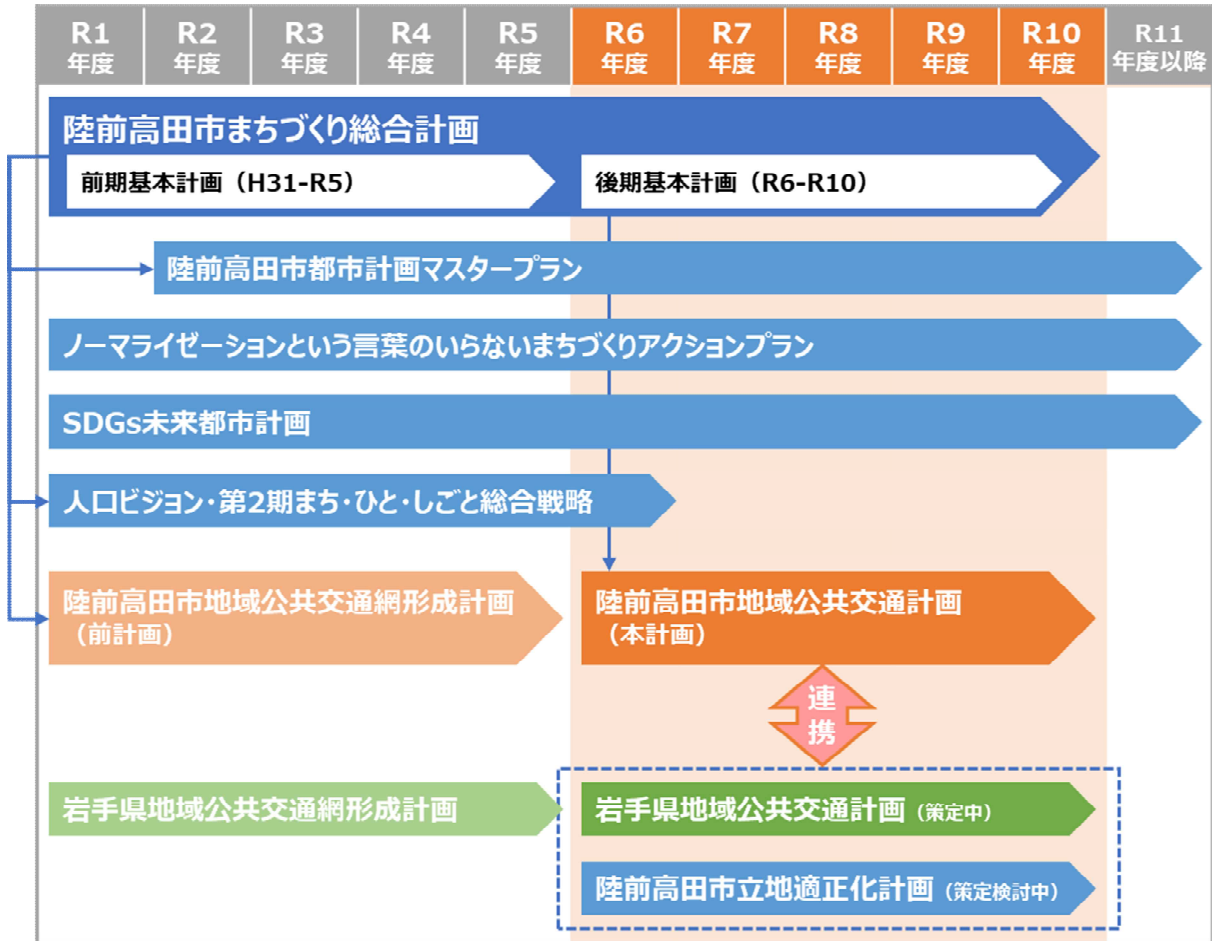 R1
年度
R2
年度
R3
年度
R4
年度
R5
年度
R6
年度
R7
年度
R8
年度
R9
年度
R10
年度
R11
年度以降
陸前高田市まちづくり総合計画
前期基本計画（H31-R5）
後期基本計画（R6-R10）
陸前高田市都市計画マスタープラン
ノーマライゼーションという言葉のいらないまちづくりアクションプラン
SDGs未来都市計画
人口ビジョン・第2期まち・ひと・しごと総合戦略
陸前高田市地域公共交通網形成計画
（前計画）
陸前高田市地域公共交通計画
（本計画）
連
携
岩手県地域公共交通網形成計画
岩手県地域公共交通計画（策定中）
陸前高田市立地適正化計画（策定検討中）